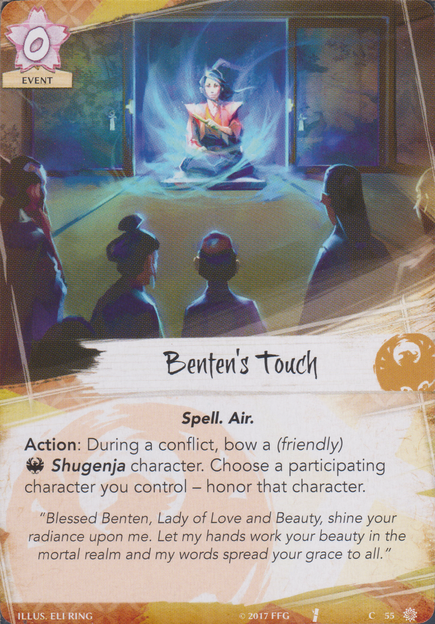 0
EVENT
Benten's Touch
Spell. Air.
Action: During a conflict, bow a (friendly)
Shugenja character. Choose a participating
character you control – honor that character.
"Blessed Benten, Lady of Love and Beauty, shine your
radiance upon me. Let my hands work your beauty in the
mortal realm and my words spread your grace to all."
ILLUS. ELI RING © 2017 FFG C 55